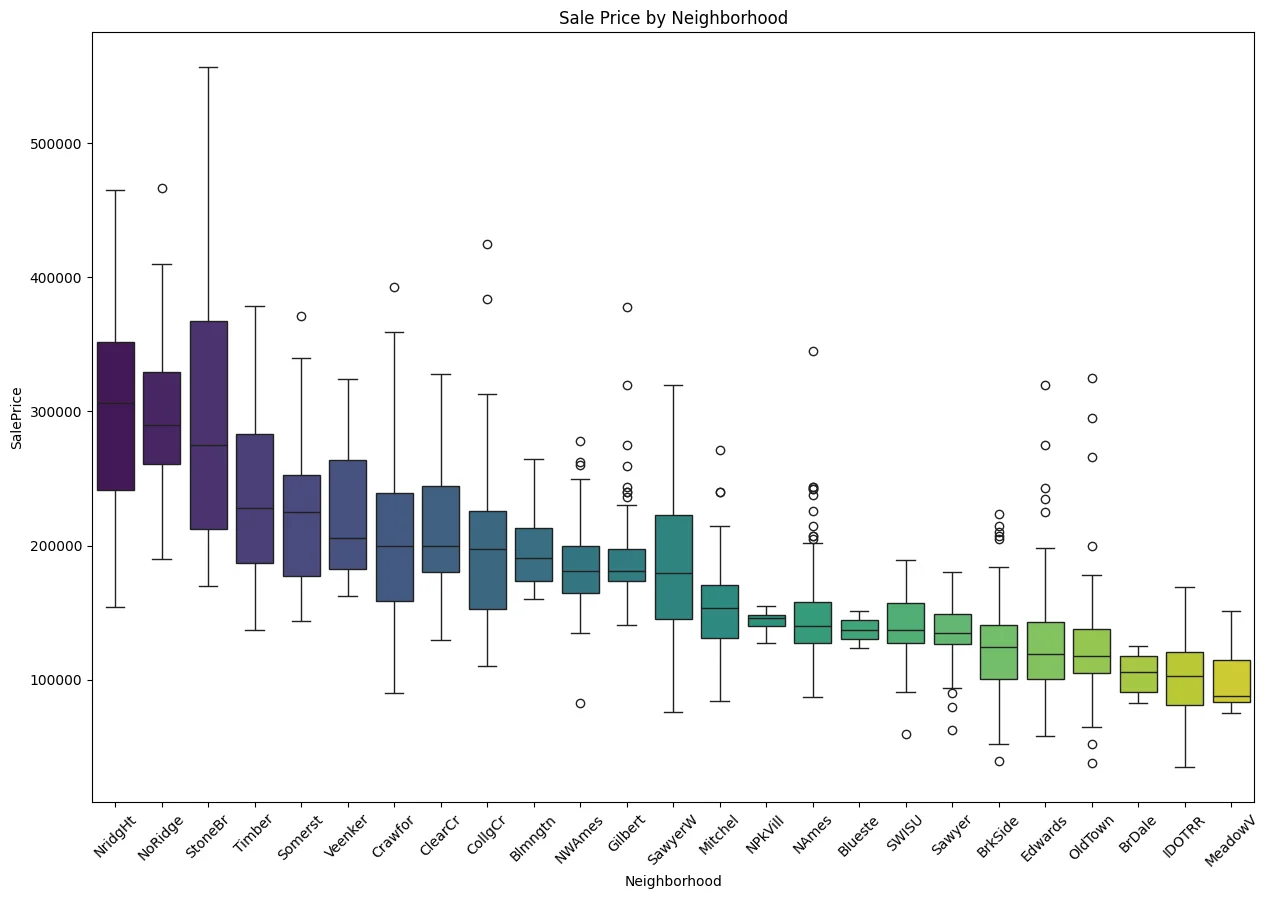 Sale Price by Neighborhood
SalePrice
500000
400000
300000
200000
100000
NridgHt
NoRidge
StoneBr
Timber
Somerst
Veenker
Crawfor
ClearCr
CollgCr
Blmngtn
NWAmes
Gilbert
SawyerW
Mitchel
NPkVill
NAmes
Blueste
SWISU
Sawyer
BrkSide
Edwards
OldTown
BrDale
IDOTRR
MeadowV
Neighborhood